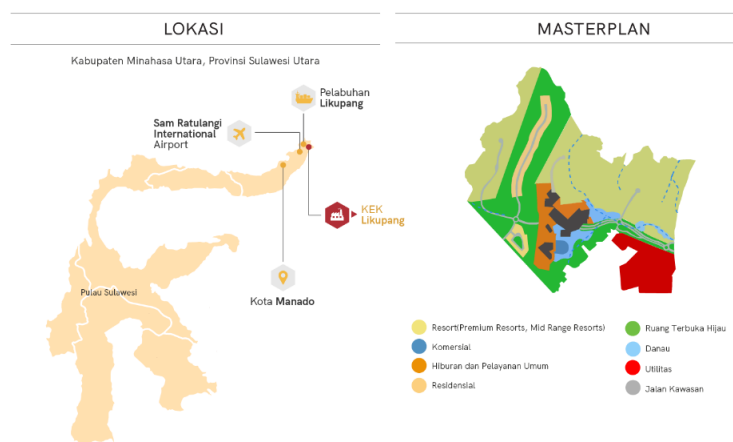 LOKASI
Kabupaten Minahasa Utara, Provinsi Sulawesi Utara
Pelabuhan
Likupang
Sam Ratulangi
International
Airport
KEK
Likupang
Kota Manado
Pulau Sulawesi
MASTERPLAN
Resort(Premium Resorts, Mid Range Resorts)
Komersial
Hiburan dan Pelayanan Umum
Residensial
Ruang Terbuka Hijau
Danau
Utilitas
Jalan Kawasan